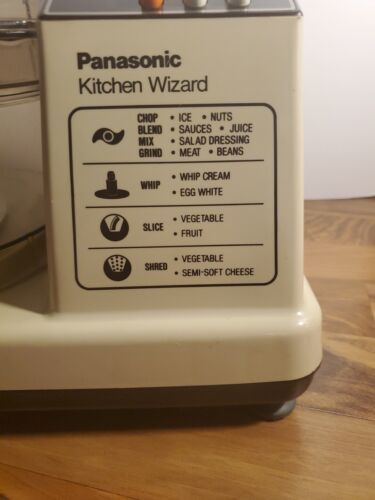 Panasonic
Kitchen Wizard
CHOP • ICE • NUTS
BLEND • SAUCES • JUICE
MIX • SALAD DRESSING
GRIND • MEAT • BEANS
• WHIP CREAM
WHIP
• EGG WHITE
• VEGETABLE
SLICE
• FRUIT
• VEGETABLE
SHRED
• SEMI-SOFT CHEESE